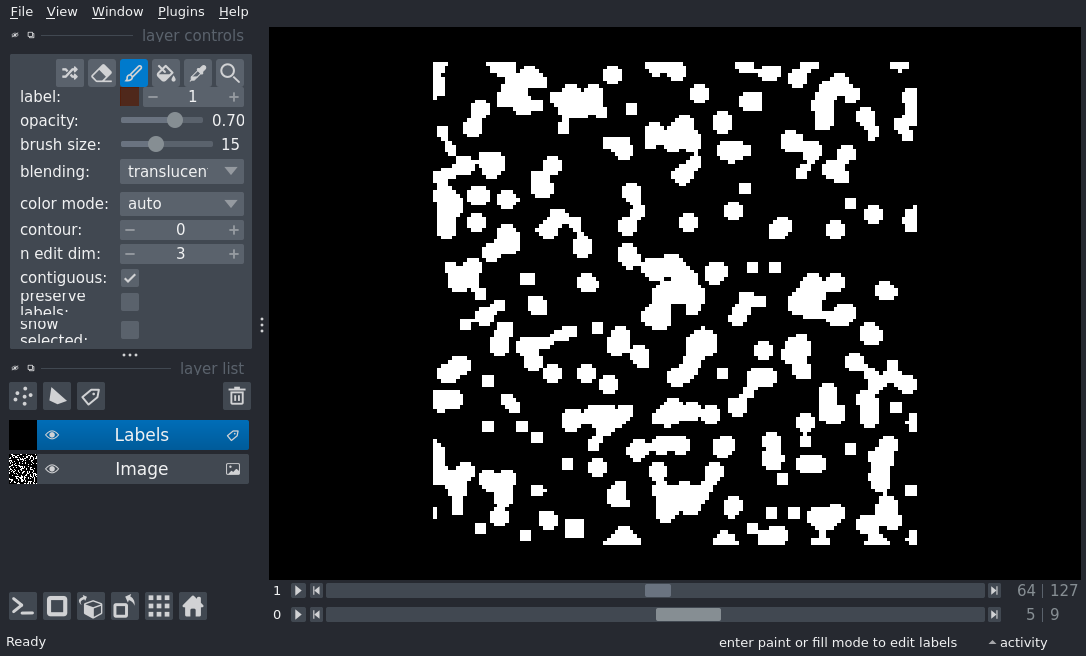 File View Window Plugins Help
layer controls
label: 1
opacity: 0.70
brush size: 15
blending: translucen
color mode: auto
contour: 0
n edit dim: 3
contiguous:
preserve
labels:
show
selected:
layer list
Labels
Image
1 64 127
0 5 9
Ready enter paint or fill mode to edit labels activity